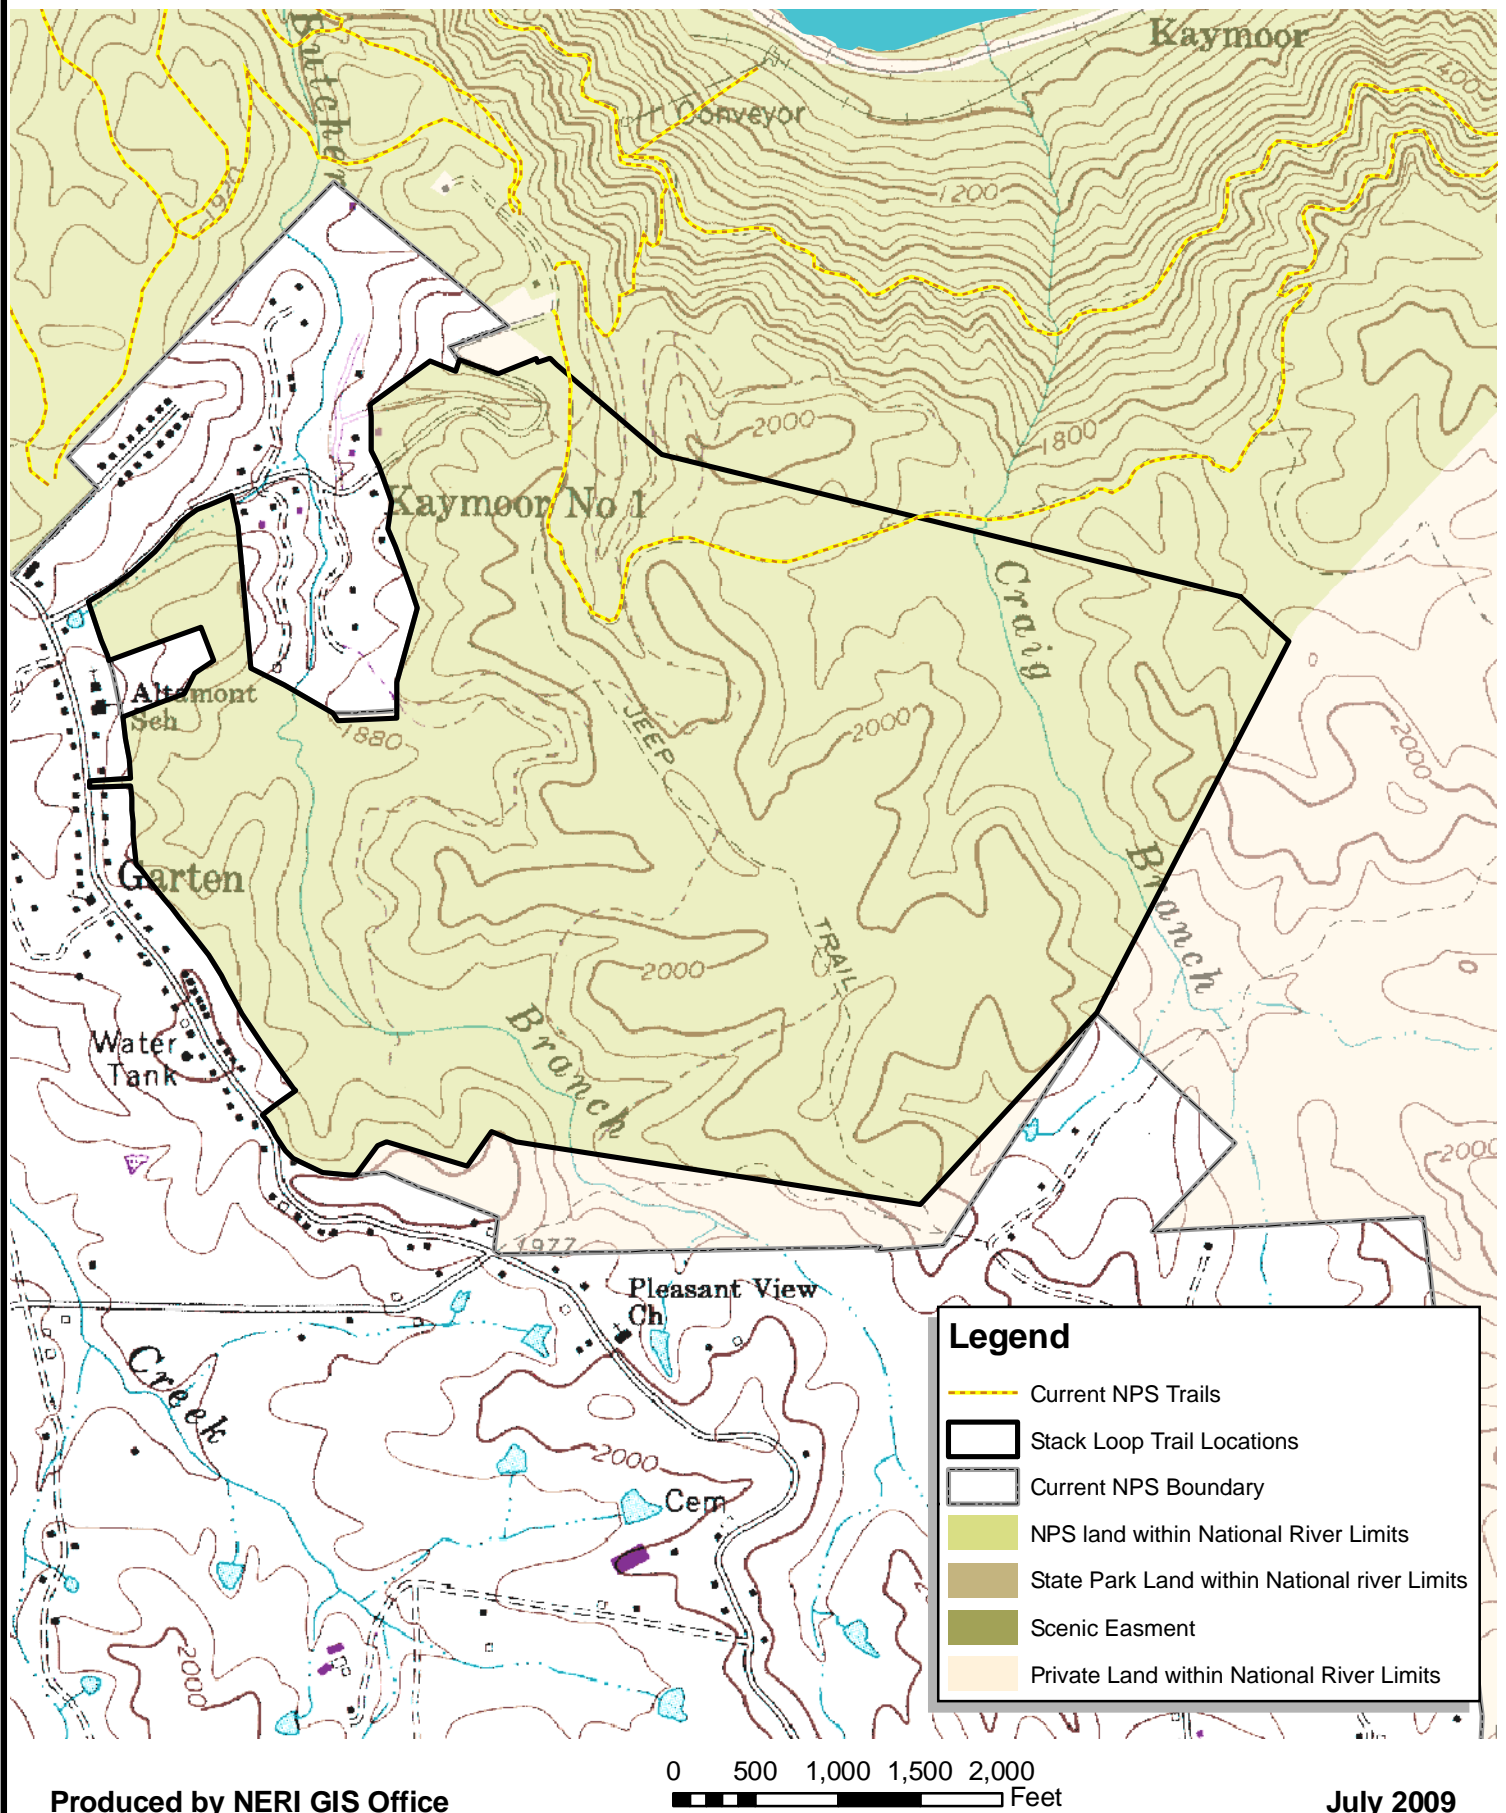 Kaymoor
Butcher
Conveyor
400
1200
1920
2000
1800
Kaymoor No 1
Craig
Altamont
Sch
JEEP
2000
1880
2000
Branch
Garten
TRAIL
2000
Branch
Water
Tank
2000
1977
Pleasant View
Ch
Creek
2000
Cem
2000
Legend
Current NPS Trails
Stack Loop Trail Locations
Current NPS Boundary
NPS land within National River Limits
State Park Land within National river Limits
Scenic Easment
Private Land within National River Limits
0 500 1,000 1,500 2,000
Feet
Produced by NERI GIS Office
July 2009